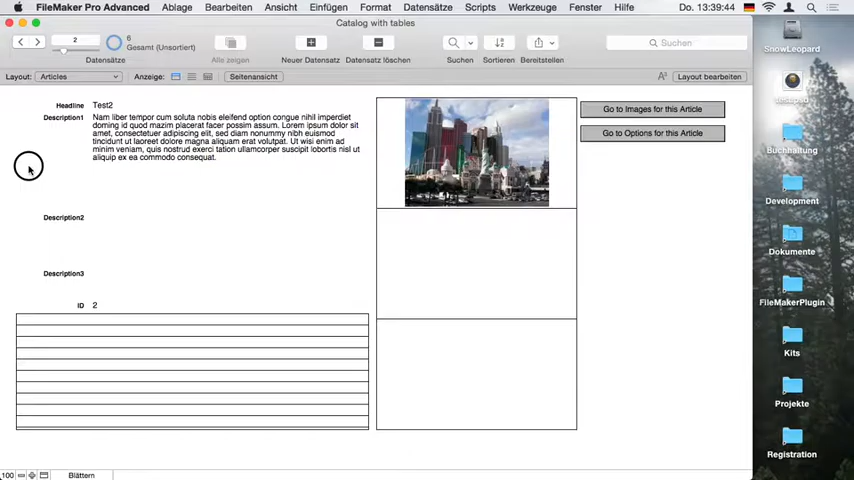 FileMaker Pro Advanced Ablage Bearbeiten Ansicht Einfügen Format Datensätze Scripts Werkzeuge Fenster Hilfe Do. 13:39:44
Catalog with tables
2
6
Gesamt (Unsortiert)
Datensätze
Alle zeigen
Neuer Datensatz
Datensatz löschen
Suchen
Sortieren
Bereitstellen
Suchen
Layout: Articles
Anzeige:
Seitenansicht
Layout bearbeiten
Headline Test2
Description1 Nam liber tempor cum soluta nobis eleifend option congue nihil imperdiet
doming id quod mazim placerat facer possim assum. Lorem ipsum dolor sit
amet, consectetuer adipiscing elit, sed diam nonummy nibh euismod
tincidunt ut laoreet dolore magna aliquam erat volutpat. Ut wisi enim ad
minim veniam, quis nostrud exerci tation ullamcorper suscipit lobortis nisl ut
aliquip ex ea commodo consequat.
Description2
Description3
ID 2
Go to Images for this Article
Go to Options for this Article
SnowLeopard
Buchhaltung
Development
Dokumente
FileMakerPlugin
Kits
Projekte
Registration
100
Blättern